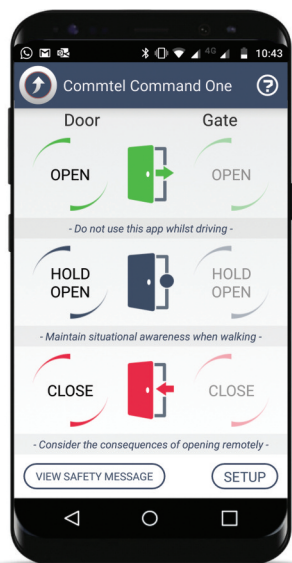 4G 10:43
Commtel Command One ?
Door Gate
OPEN OPEN
- Do not use this app whilst driving -
HOLD OPEN HOLD OPEN
- Maintain situational awareness when walking -
CLOSE CLOSE
- Consider the consequences of opening remotely -
VIEW SAFETY MESSAGE SETUP